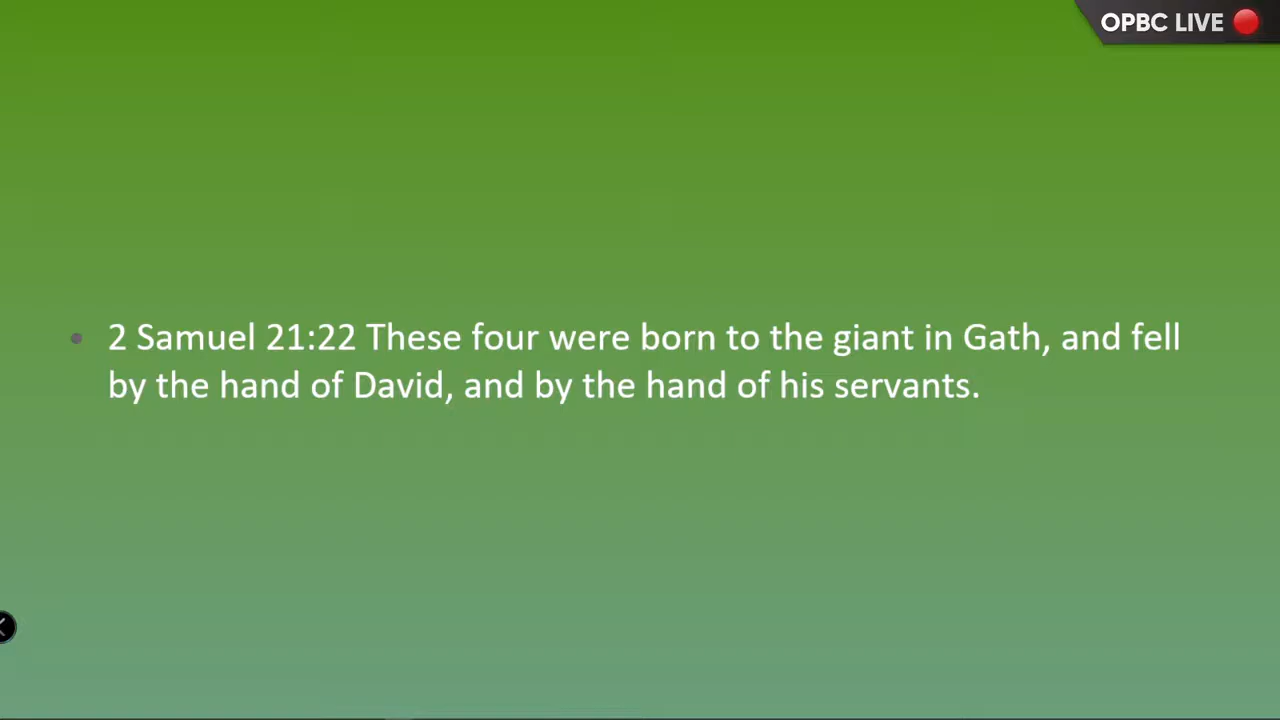 OPBC LIVE
• 2 Samuel 21:22 These four were born to the giant in Gath, and fell
by the hand of David, and by the hand of his servants.